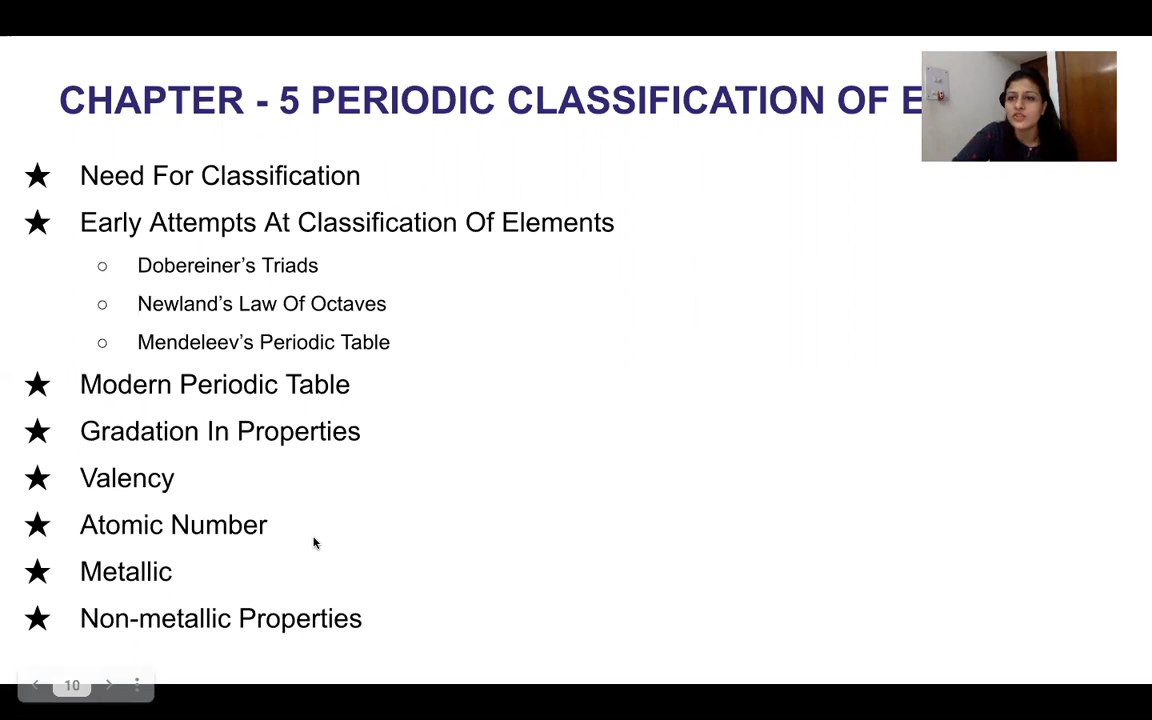 CHAPTER - 5 PERIODIC CLASSIFICATION OF E
★ Need For Classification
★ Early Attempts At Classification Of Elements
○ Dobereiner’s Triads
○ Newland’s Law Of Octaves
○ Mendeleev’s Periodic Table
★ Modern Periodic Table
★ Gradation In Properties
★ Valency
★ Atomic Number
★ Metallic
★ Non-metallic Properties
10